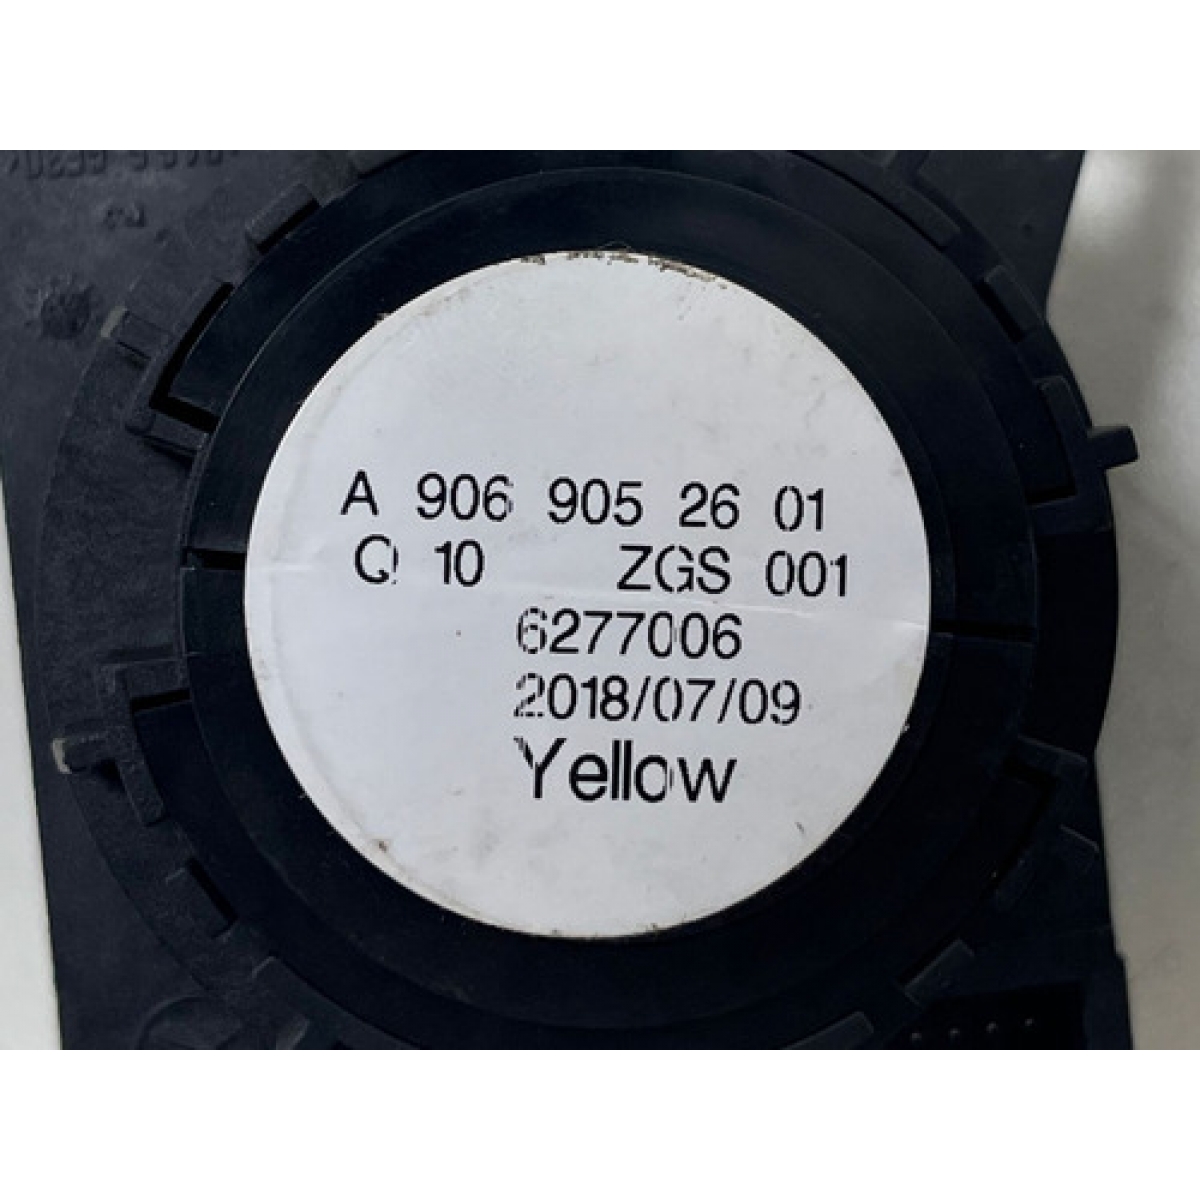 A 906 905 26 01
Q 10 ZGS 001
6277006
2018/07/09
Yellow